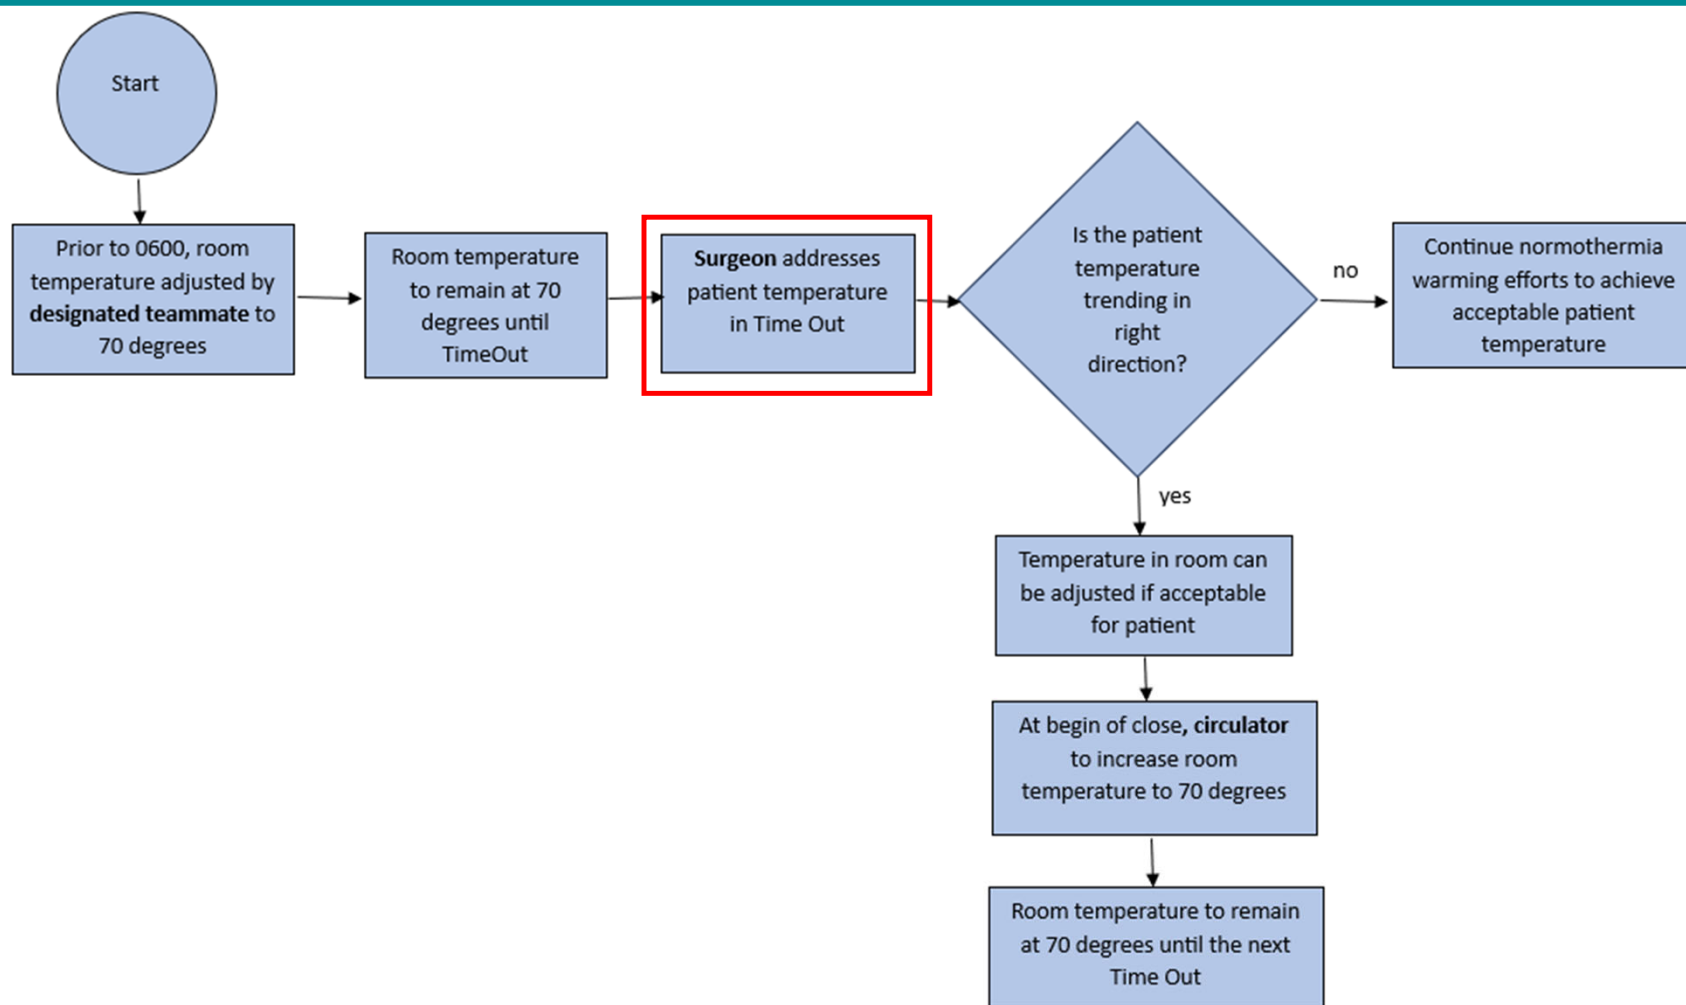 Start
Prior to 0600, room
temperature adjusted by
designated teammate to
70 degrees
Room temperature
to remain at 70
degrees until
TimeOut
Surgeon addresses
patient temperature
in Time Out
Is the patient
temperature
trending in
right
direction?
no
Continue normothermia
warming efforts to achieve
acceptable patient
temperature
yes
Temperature in room can
be adjusted if acceptable
for patient
At begin of close, circulator
to increase room
temperature to 70 degrees
Room temperature to remain
at 70 degrees until the next
Time Out